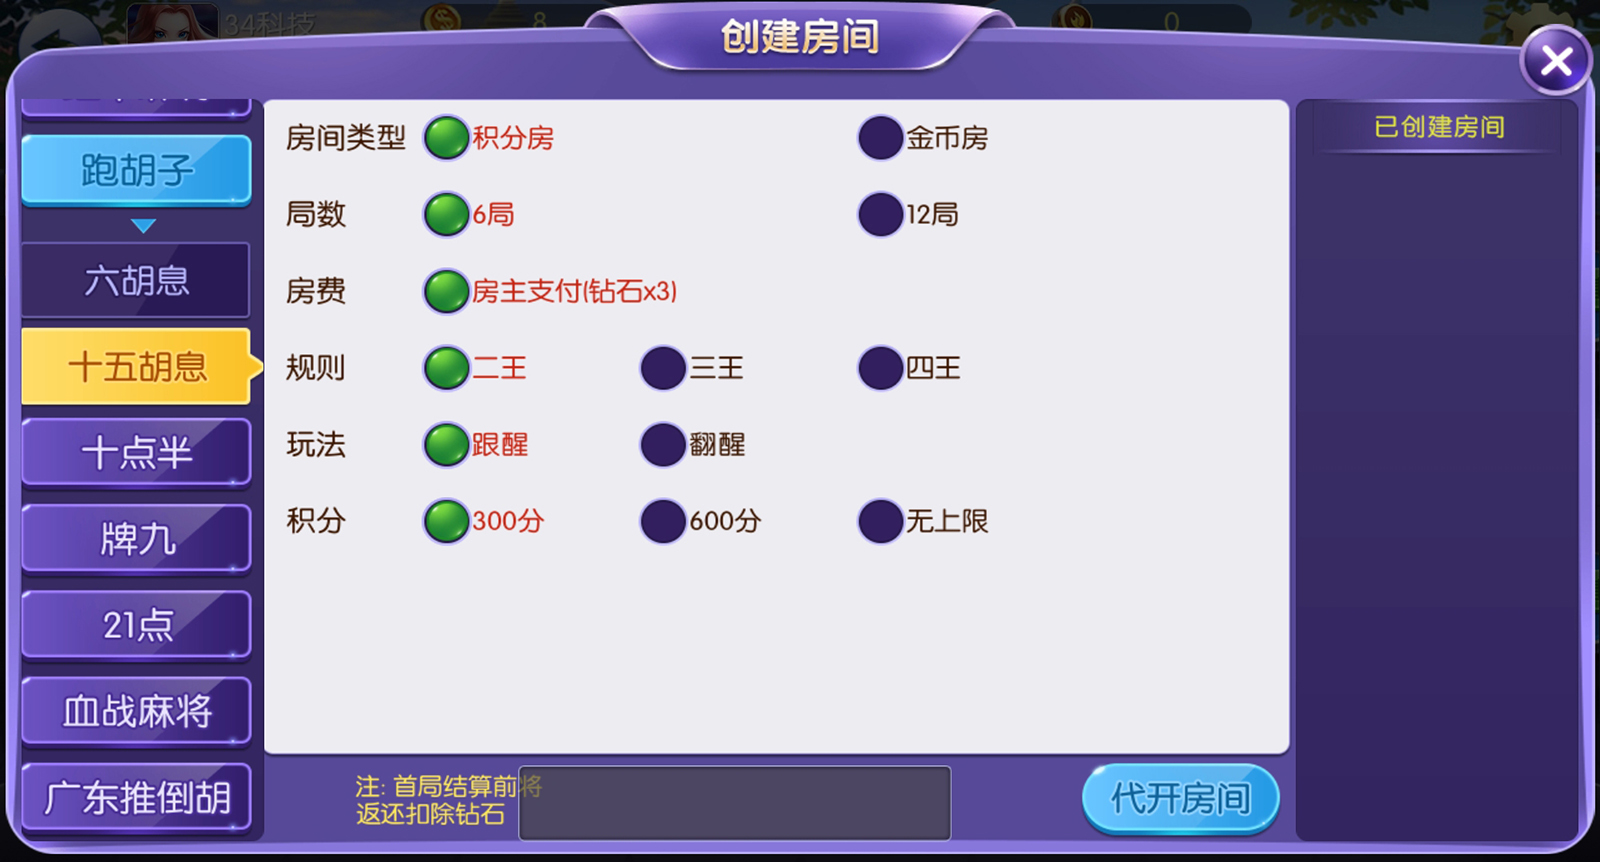 34科技
8
0
创建房间
跑胡子
六胡息
十五胡息
十点半
牌九
21点
血战麻将
广东推倒胡
房间类型 积分房 金币房
局数 6局 12局
房费 房主支付(钻石x3)
规则 二王 三王 四王
玩法 跟醒 翻醒
积分 300分 600分 无上限
注: 首局结算前将
返还扣除钻石
代开房间
已创建房间